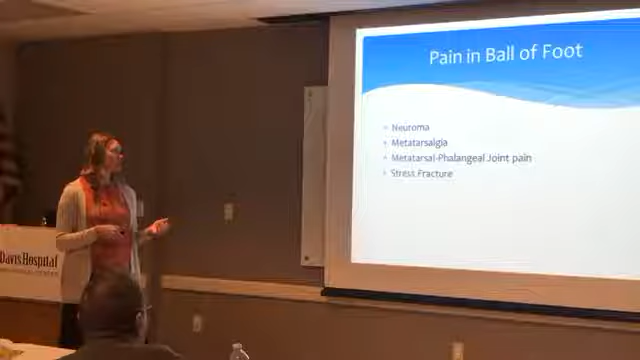 Pain in Ball of Foot
Neuroma
Metatarsalgia
Metatarsal-Phalangeal Joint pain
Stress Fracture
Davis Hospital